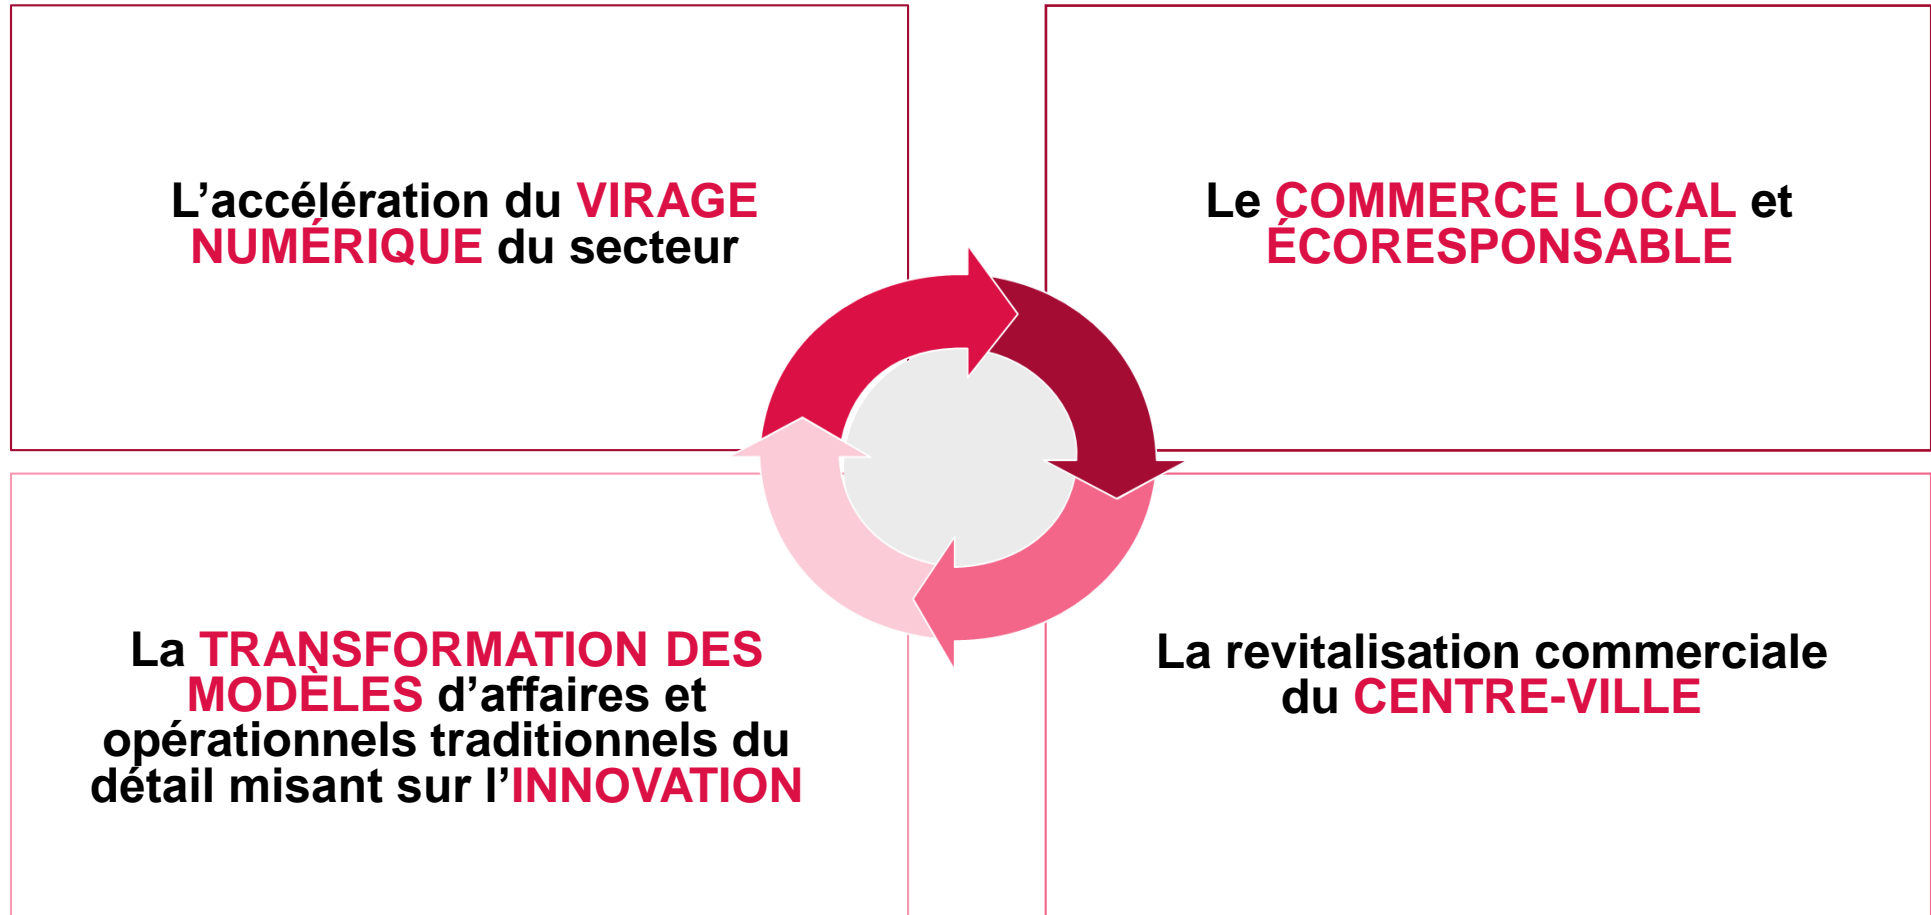 L’accélération du VIRAGE
NUMÉRIQUE du secteur
Le COMMERCE LOCAL et
ÉCORESPONSABLE
La TRANSFORMATION DES
MODÈLES d’affaires et
opérationnels traditionnels du
détail misant sur l’INNOVATION
La revitalisation commerciale
du CENTRE-VILLE